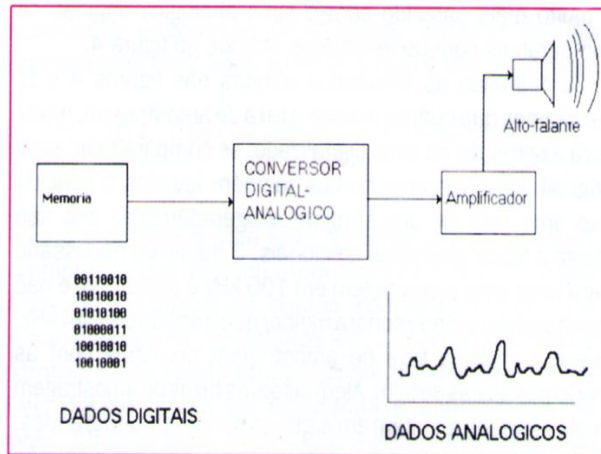 Alto-falante
CONVERSOR
DIGITAL-
ANALOGICO
Memoria
Amplificador
00110010
10010010
01010100
01000011
10010010
10010001
DADOS DIGITAIS
DADOS ANALOGICOS